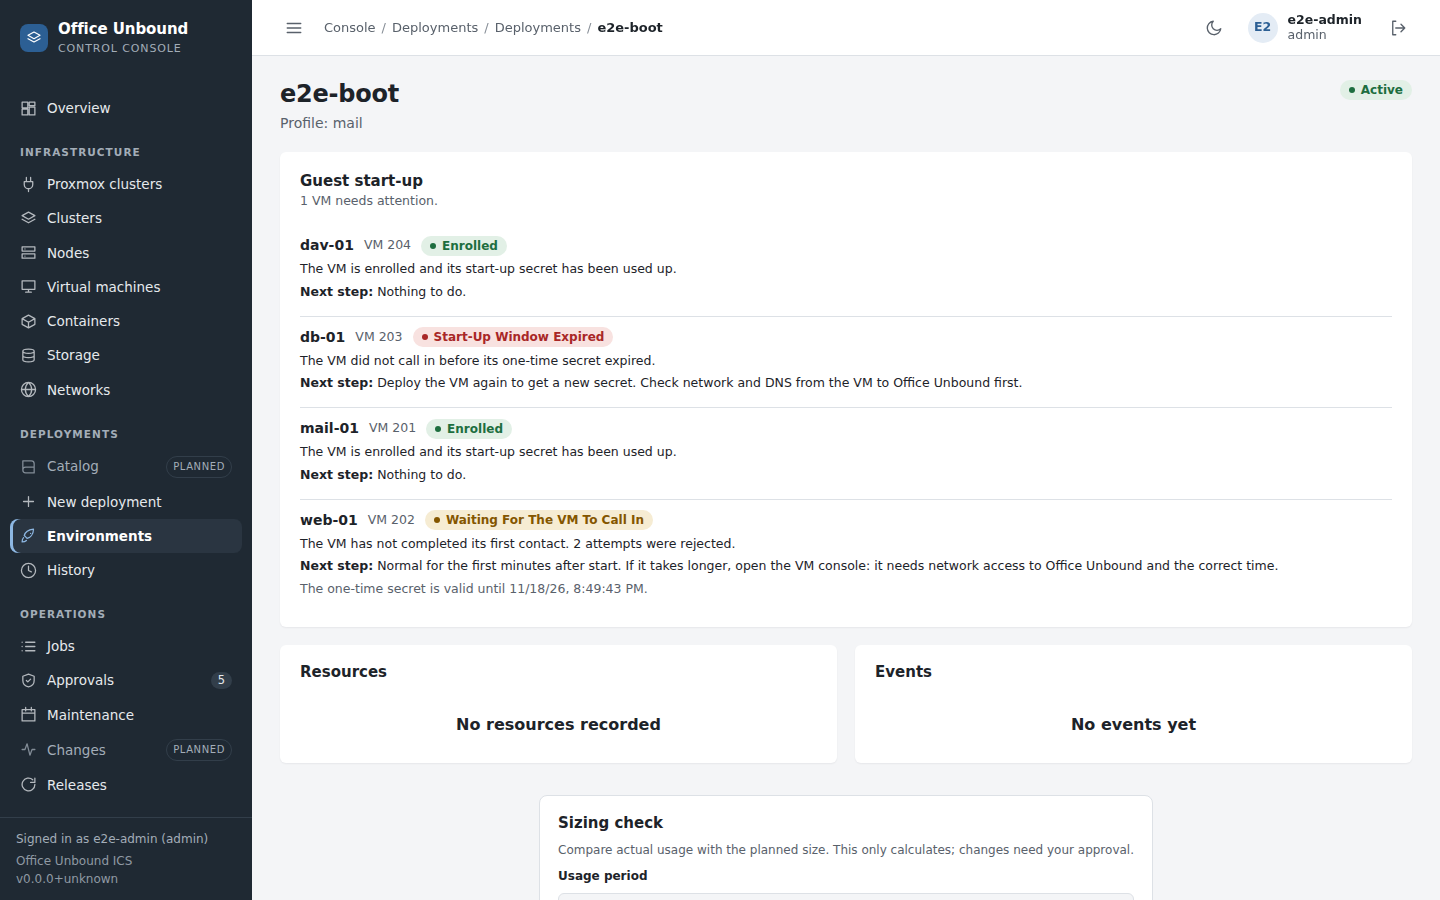 Office Unbound
CONTROL CONSOLE
Overview
INFRASTRUCTURE
Proxmox clusters
Clusters
Nodes
Virtual machines
Containers
Storage
Networks
DEPLOYMENTS
Catalog PLANNED
New deployment
Environments
History
OPERATIONS
Jobs
Approvals 5
Maintenance
Changes PLANNED
Releases
Signed in as e2e-admin (admin)
Office Unbound ICS
v0.0.0+unknown
Console / Deployments / Deployments / e2e-boot
E2 e2e-admin
admin
e2e-boot
Active
Profile: mail
Guest start-up
1 VM needs attention.
dav-01 VM 204 Enrolled
The VM is enrolled and its start-up secret has been used up.
Next step: Nothing to do.
db-01 VM 203 Start-Up Window Expired
The VM did not call in before its one-time secret expired.
Next step: Deploy the VM again to get a new secret. Check network and DNS from the VM to Office Unbound first.
mail-01 VM 201 Enrolled
The VM is enrolled and its start-up secret has been used up.
Next step: Nothing to do.
web-01 VM 202 Waiting For The VM To Call In
The VM has not completed its first contact. 2 attempts were rejected.
Next step: Normal for the first minutes after start. If it takes longer, open the VM console: it needs network access to Office Unbound and the correct time.
The one-time secret is valid until 11/18/26, 8:49:43 PM.
Resources
No resources recorded
Events
No events yet
Sizing check
Compare actual usage with the planned size. This only calculates; changes need your approval.
Usage period